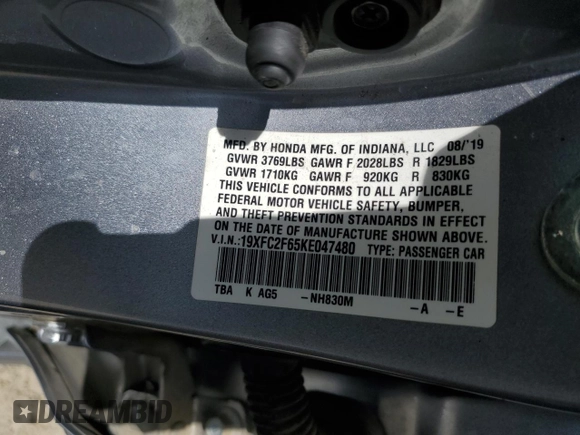 MFD. BY HONDA MFG. OF INDIANA, LLC 08/'19
GVWR 3769LBS GAWR F 2028LBS R 1829LBS
GVWR 1710KG GAWR F 920KG R 830KG
THIS VEHICLE CONFORMS TO ALL APPLICABLE
FEDERAL MOTOR VEHICLE SAFETY, BUMPER,
AND THEFT PREVENTION STANDARDS IN EFFECT
ON THE DATE OF MANUFACTURE SHOWN ABOVE.
V.I.N.:19XFC2F65KE047480 TYPE: PASSENGER CAR
TBA K AG5 -NH830M -A -E
DREAMBID